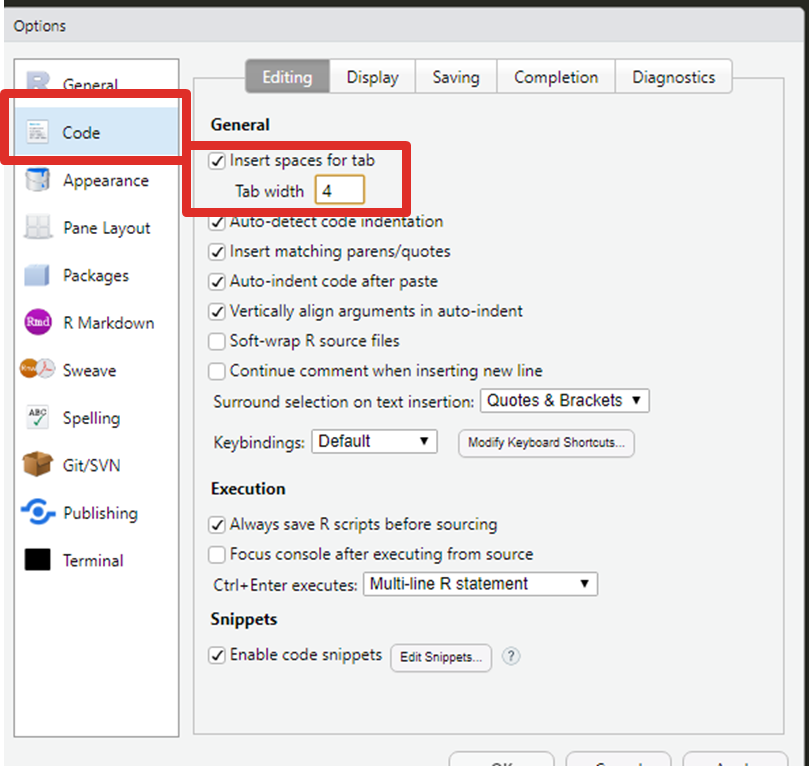 Options
General
Code
Appearance
Pane Layout
Packages
Rmd
R Markdown
Sweave
ABC
Spelling
Git/SVN
Publishing
Terminal
Editing
Display
Saving
Completion
Diagnostics
General
Insert spaces for tab
Tab width 4
Auto-detect code indentation
Insert matching parens/quotes
Auto-indent code after paste
Vertically align arguments in auto-indent
Soft-wrap R source files
Continue comment when inserting new line
Surround selection on text insertion: Quotes & Brackets
Keybindings: Default Modify Keyboard Shortcuts...
Execution
Always save R scripts before sourcing
Focus console after executing from source
Ctrl+Enter executes: Multi-line R statement
Snippets
Enable code snippets Edit Snippets... ?